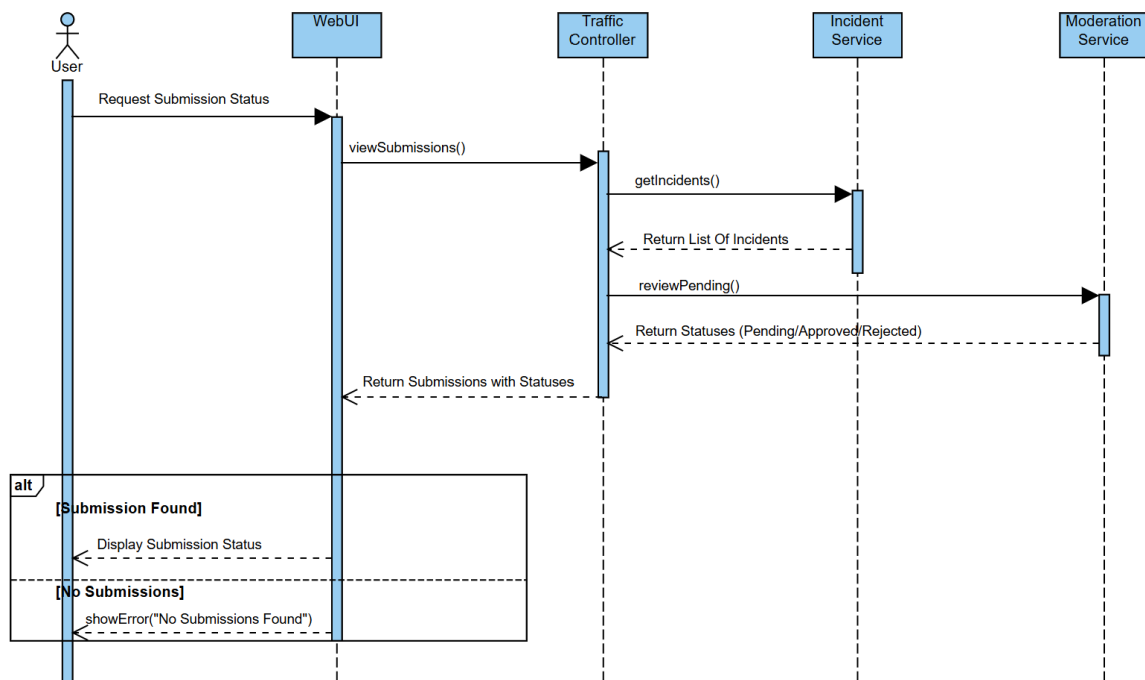 WebUI
Traffic
Controller
Incident
Service
Moderation
Service
User
Request Submission Status
viewSubmissions()
getIncidents()
Return List Of Incidents
reviewPending()
Return Statuses (Pending/Approved/Rejected)
Return Submissions with Statuses
alt
[Submission Found]
Display Submission Status
[No Submissions]
showError("No Submissions Found")